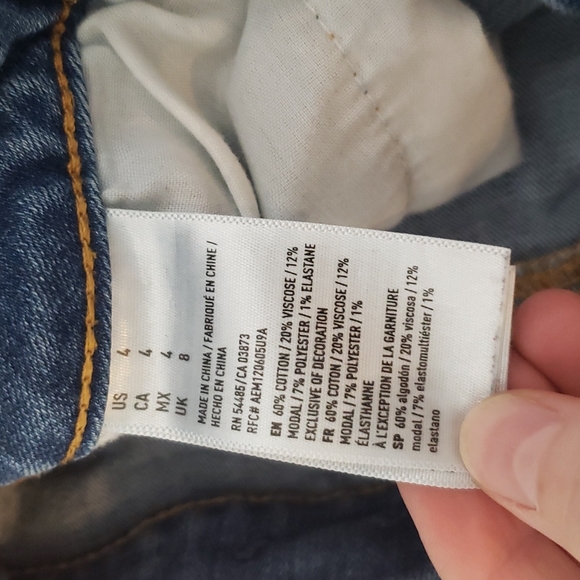 US 4
CA 4
MX 4
UK 8
MADE IN CHINA / FABRIQUÉ EN CHINE /
HECHO EN CHINA
RN 54485/CA 03873
RFC# AEM120605U9A
EN 60% COTTON / 20% VISCOSE / 12%
MODAL / 7% POLYESTER / 1% ELASTANE
EXCLUSIVE OF DECORATION
FR 60% COTON / 20% VISCOSE / 12%
MODAL / 7% POLYESTER / 1%
ÉLASTHANNE
À L'EXCEPTION DE LA GARNITURE
SP 60% algodón / 20% viscosa / 12%
modal / 7% elastomultiéster / 1%
elastano